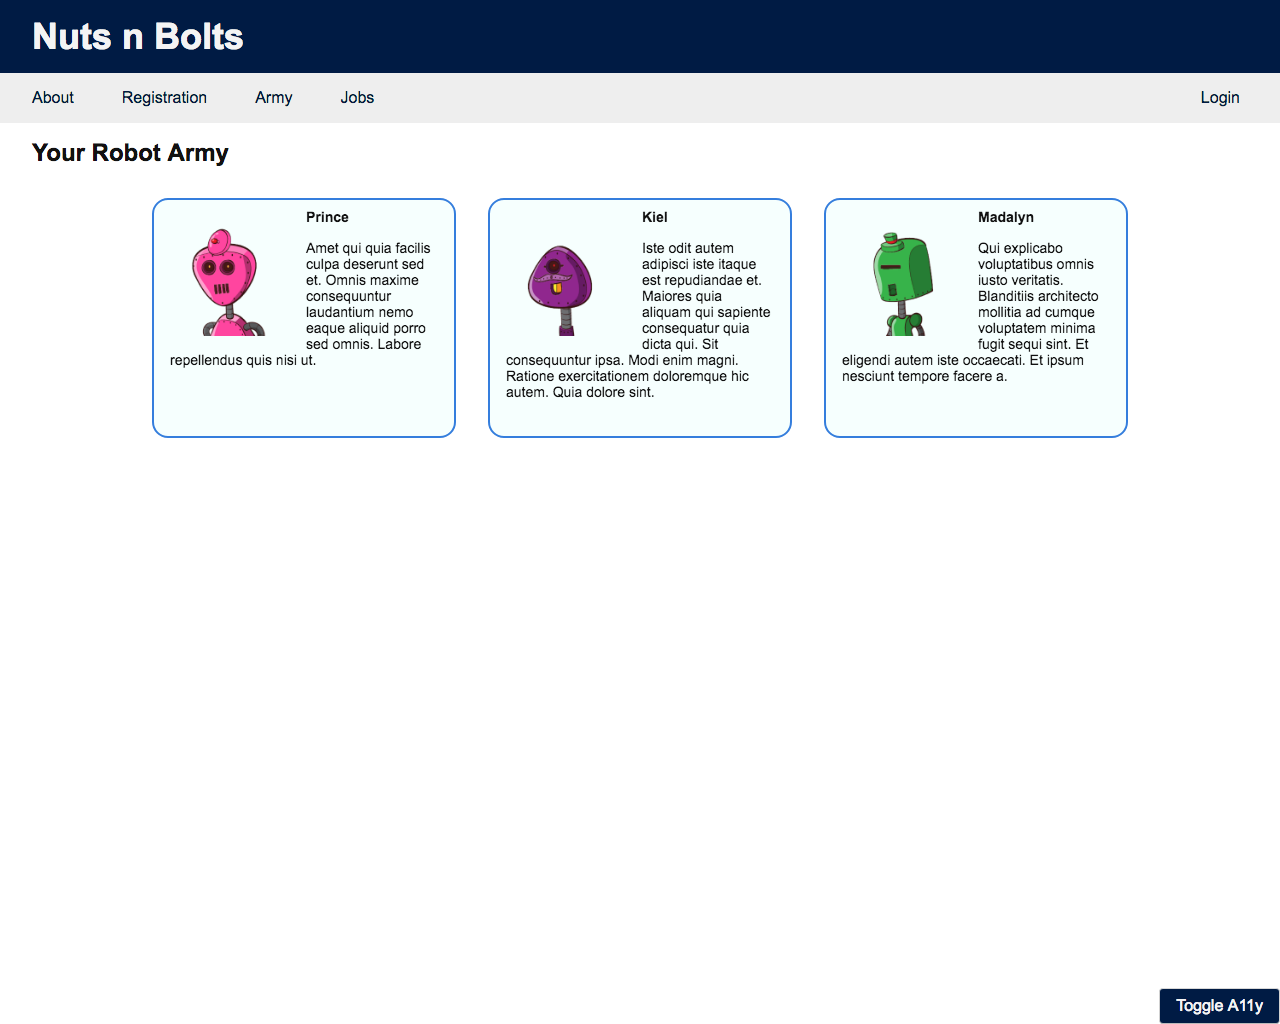 Nuts n Bolts
About Registration Army Jobs Login
Your Robot Army
Prince
Amet qui quia facilis
culpa deserunt sed
et. Omnis maxime
consequuntur
laudantium nemo
eaque aliquid porro
sed omnis. Labore
repellendus quis nisi ut.
Kiel
Iste odit autem
adipisci iste itaque
est repudiandae et.
Maiores quia
aliquam qui sapiente
consequatur quia
dicta qui. Sit
consequuntur ipsa. Modi enim magni.
Ratione exercitationem doloremque hic
autem. Quia dolore sint.
Madalyn
Qui explicabo
voluptatibus omnis
iusto veritatis.
Blanditiis architecto
mollitia ad cumque
voluptatem minima
fugit sequi sint. Et
eligendi autem iste occaecati. Et ipsum
nesciunt tempore facere a.
Toggle A11y